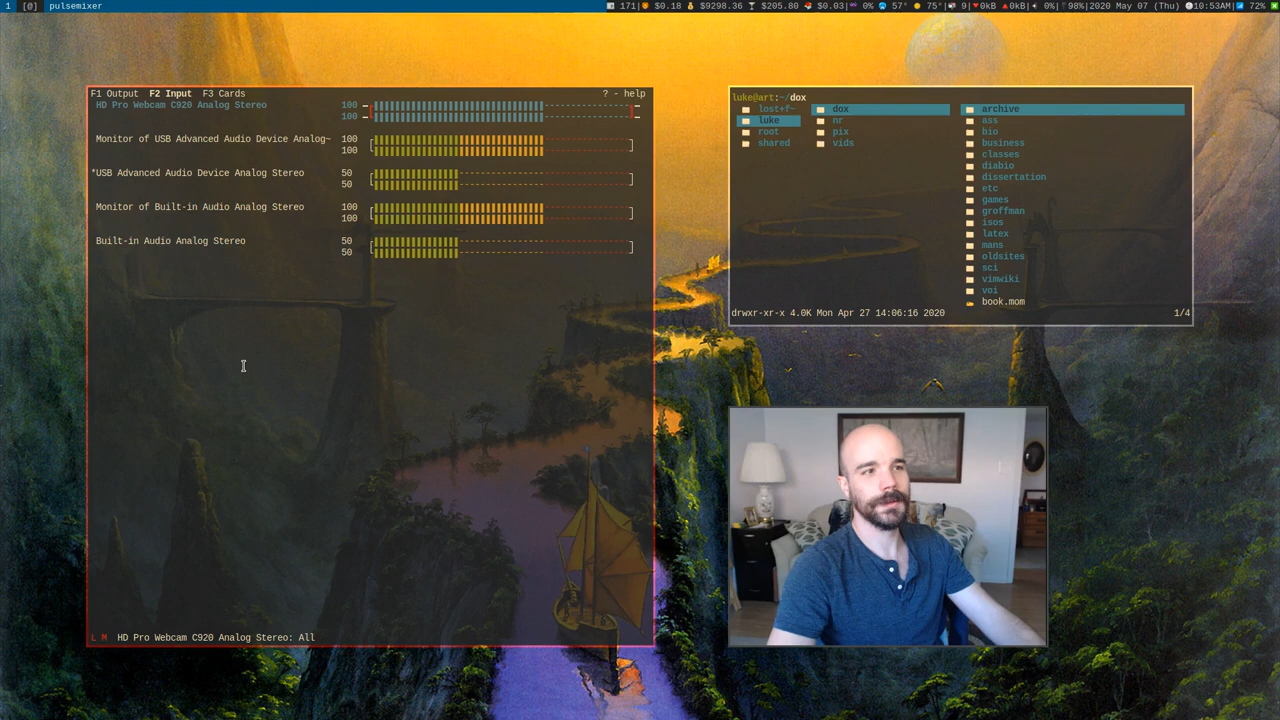 1 [@] pulsemixer
171| $0.18 $9298.36 $205.80 $0.03| 0% 57° 75°| 9| 0kB 0kB| 0%| 98%|2020 May 07 (Thu) 10:53AM| 72%
F1 Output F2 Input F3 Cards ? - help
HD Pro Webcam C920 Analog Stereo 100
100
Monitor of USB Advanced Audio Device Analog~ 100
100
*USB Advanced Audio Device Analog Stereo 50
50
Monitor of Built-in Audio Analog Stereo 100
100
Built-in Audio Analog Stereo 50
50
L M HD Pro Webcam C920 Analog Stereo: All
luke@art:~/dox
lost+f~ dox archive
luke nr ass
root pix bio
shared vids business
classes
diabio
dissertation
etc
games
groffman
isos
latex
mans
oldsites
sci
vimwiki
voi
book.mom
drwxr-xr-x 4.0K Mon Apr 27 14:06:16 2020 1/4